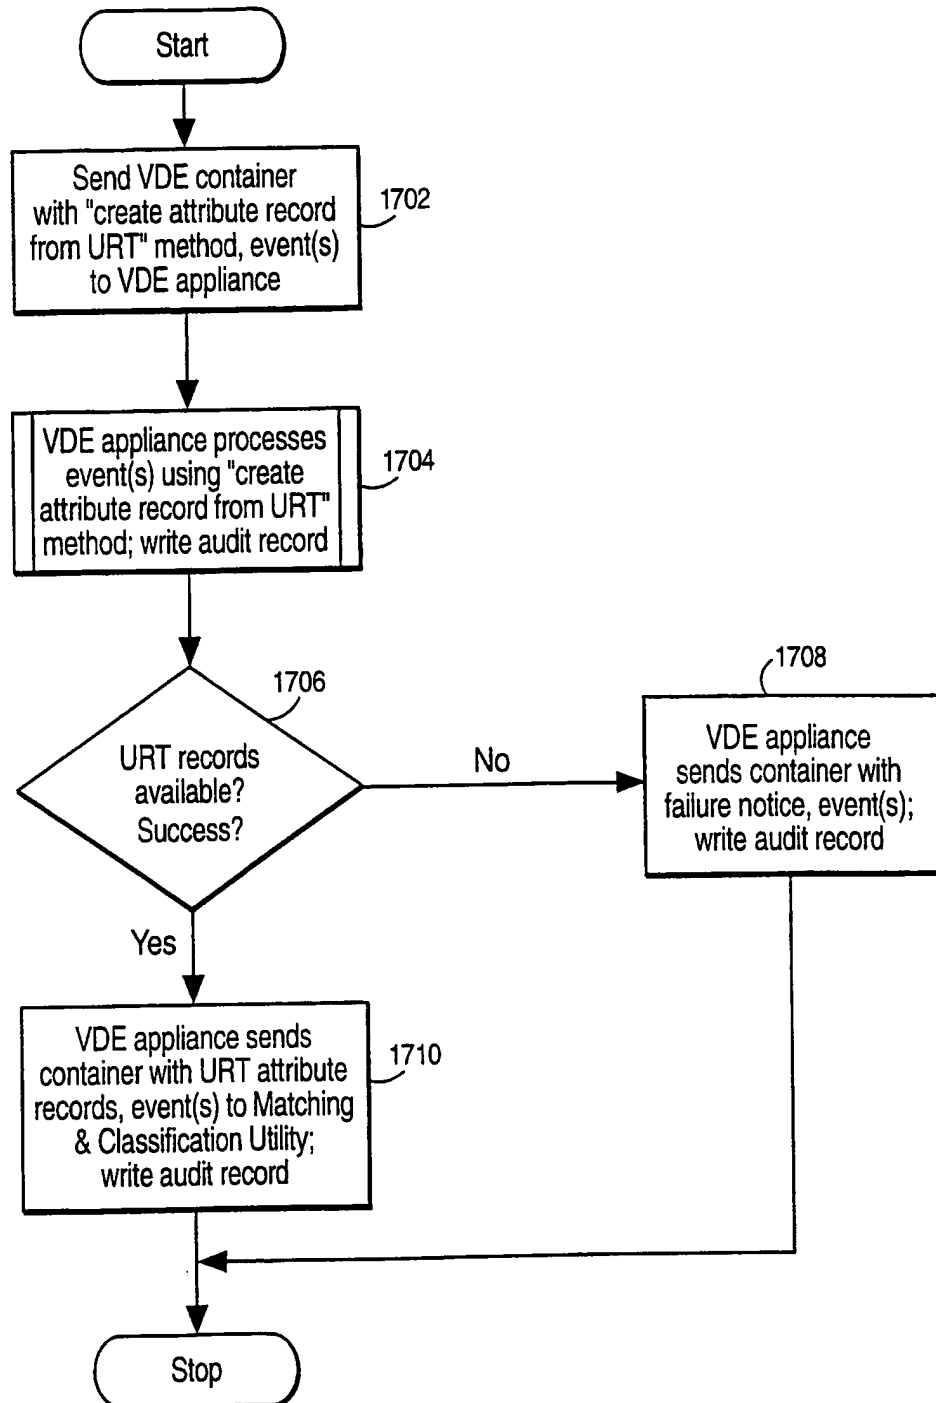 Start
Send VDE container
with "create attribute record
from URT" method, event(s)
to VDE appliance
1702
VDE appliance processes
event(s) using "create
attribute record from URT"
method; write audit record
1704
1706
URT records
available?
Success?
No
1708
VDE appliance
sends container with
failure notice, event(s);
write audit record
Yes
VDE appliance sends
container with URT attribute
records, event(s) to Matching
& Classification Utility;
write audit record
1710
Stop